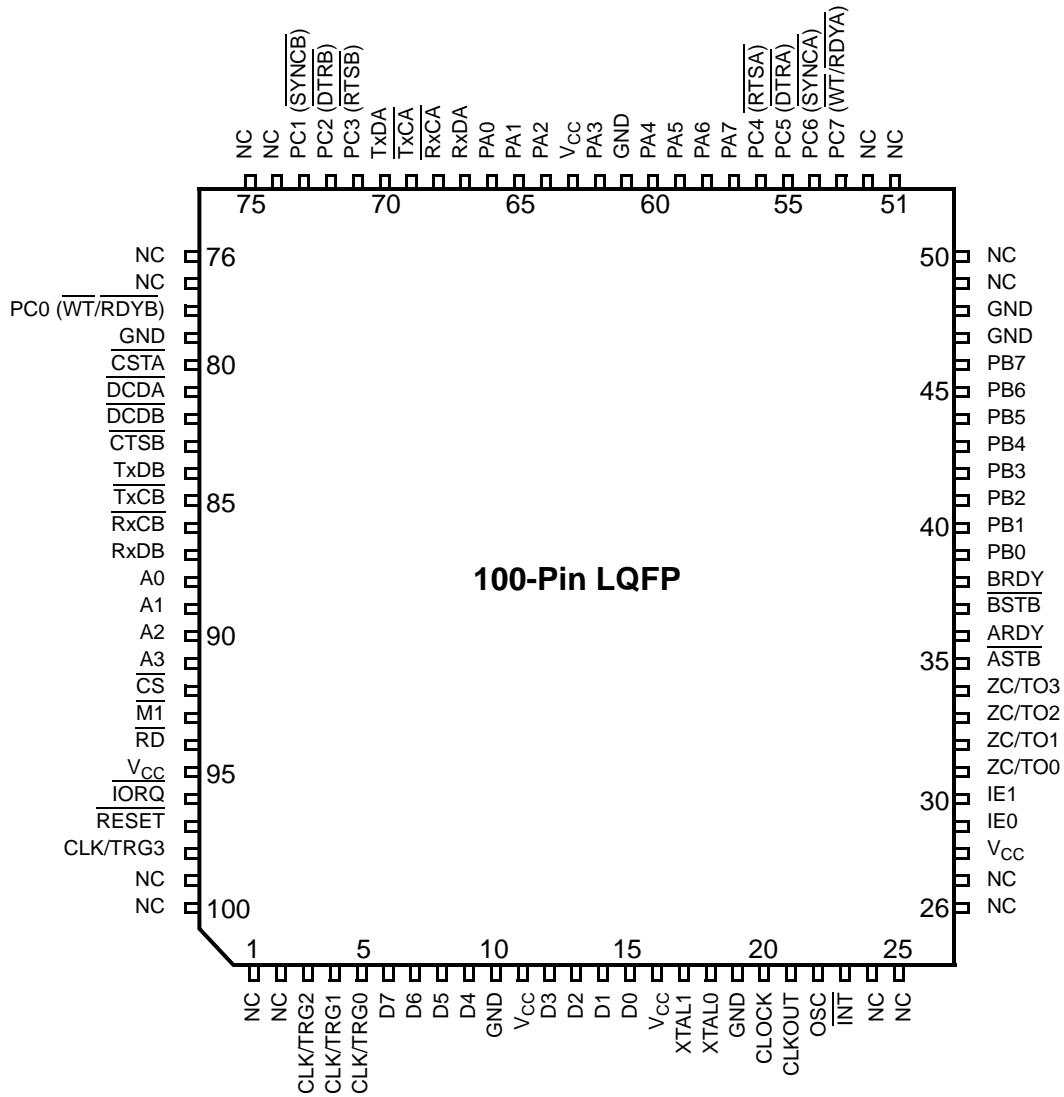 NC
NC
PC1 (SYNCB)
PC2 (DTRB)
PC3 (RTSB)
TxDA
TxCA
RxCA
RxDA
PA0
PA1
PA2
VCC
PA3
GND
PA4
PA5
PA6
PA7
PC4 (RTSA)
PC5 (DTRA)
PC6 (SYNCA)
PC7 (WT/RDYA)
NC
NC
75
70
65
60
55
51
NC
NC
PC0 (WT/RDYB)
GND
CSTA
DCDA
DCDB
CTSB
TxDB
TxCB
RxCB
RxDB
A0
A1
A2
A3
CS
M1
RD
VCC
IORQ
RESET
CLK/TRG3
NC
NC
76
80
85
90
95
100
100-Pin LQFP
50
45
40
35
30
26
NC
NC
GND
GND
PB7
PB6
PB5
PB4
PB3
PB2
PB1
PB0
BRDY
BSTB
ARDY
ASTB
ZC/TO3
ZC/TO2
ZC/TO1
ZC/TO0
IE1
IE0
VCC
NC
NC
1
5
10
15
20
25
NC
NC
CLK/TRG2
CLK/TRG1
CLK/TRG0
D7
D6
D5
D4
GND
VCC
D3
D2
D1
D0
VCC
XTAL1
XTAL0
GND
CLOCK
CLKOUT
OSC
INT
NC
NC